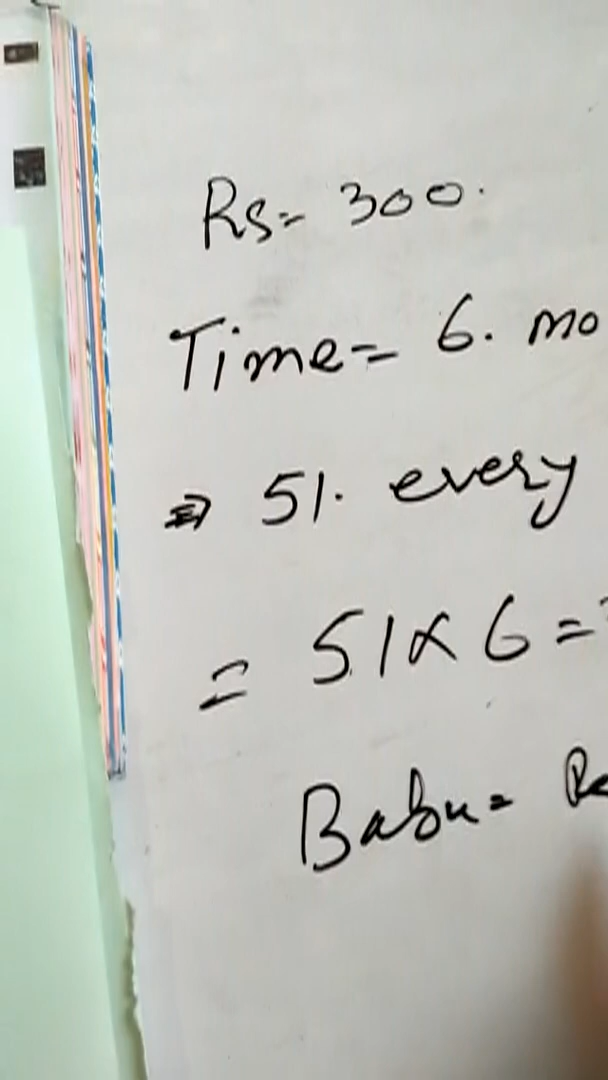 Rs= 300.
Time= 6. mo
⇒ 51. every
= 51×6=
Babu=